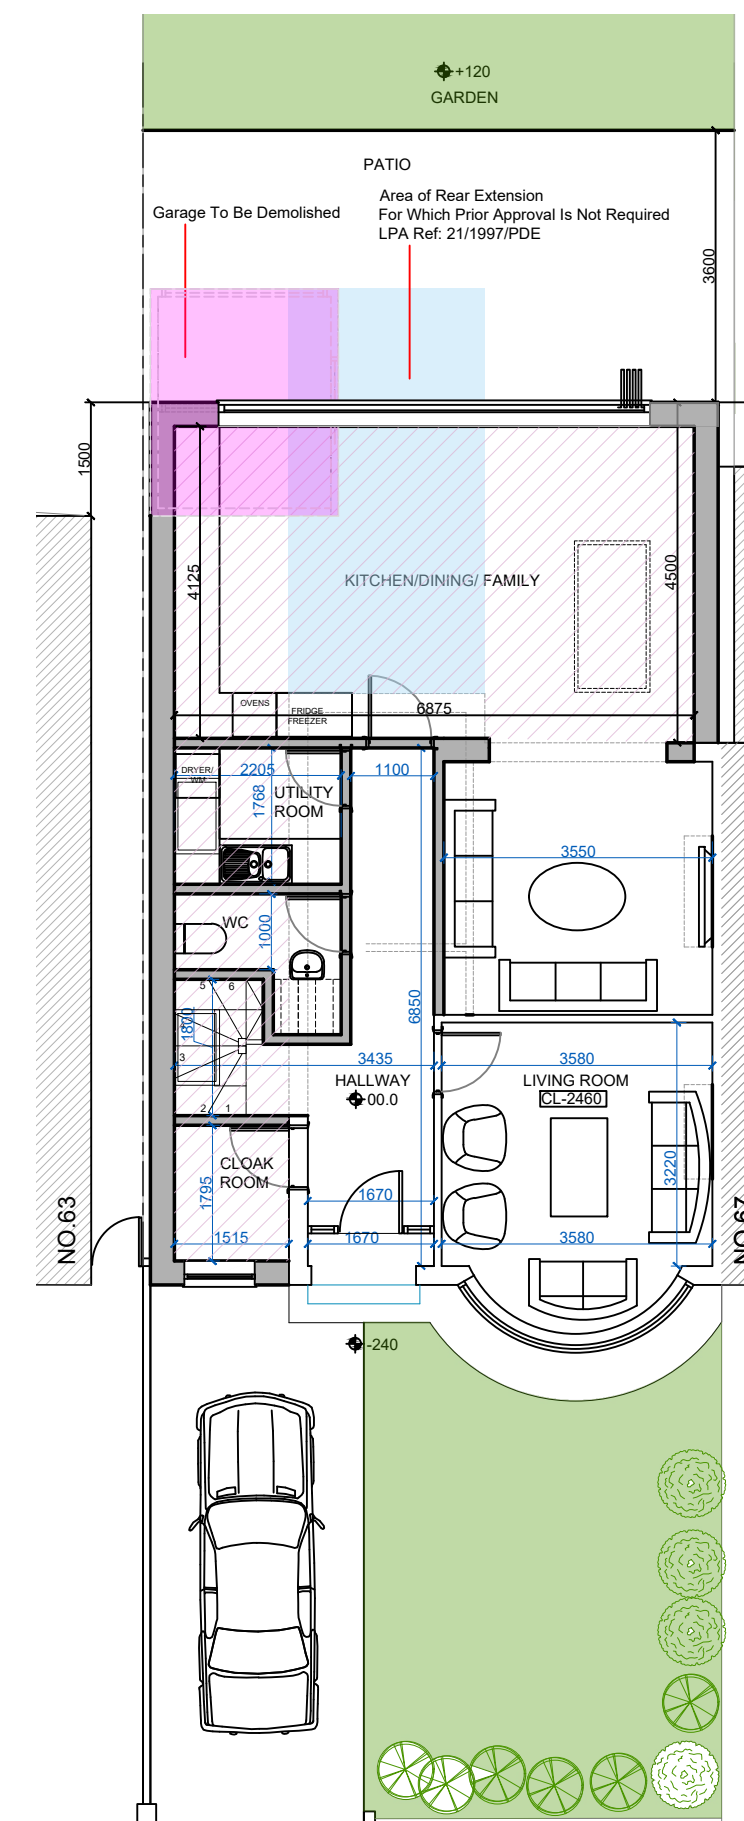 +120
GARDEN
PATIO
Garage To Be Demolished
Area of Rear Extension
For Which Prior Approval Is Not Required
LPA Ref: 21/1997/PDE
3600
1500
4125
KITCHEN/DINING/ FAMILY
4500
OVENS
FRIDGE
FREEZER
6875
DRYER/
WM
2205
1100
1768
UTILITY
ROOM
3550
WC
1000
6850
5
6
1800
3
2
1
3435
3580
HALLWAY
00.0
LIVING ROOM
CL-2460
3220
CLOAK
ROOM
1795
1670
1515
1670
3580
NO.63
NO.67
-240